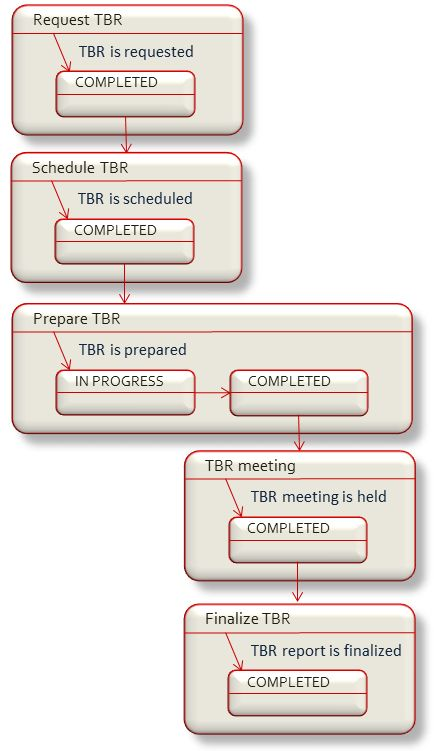 Request TBR
TBR is requested
COMPLETED
Schedule TBR
TBR is scheduled
COMPLETED
Prepare TBR
TBR is prepared
IN PROGRESS
COMPLETED
TBR meeting
TBR meeting is held
COMPLETED
Finalize TBR
TBR report is finalized
COMPLETED